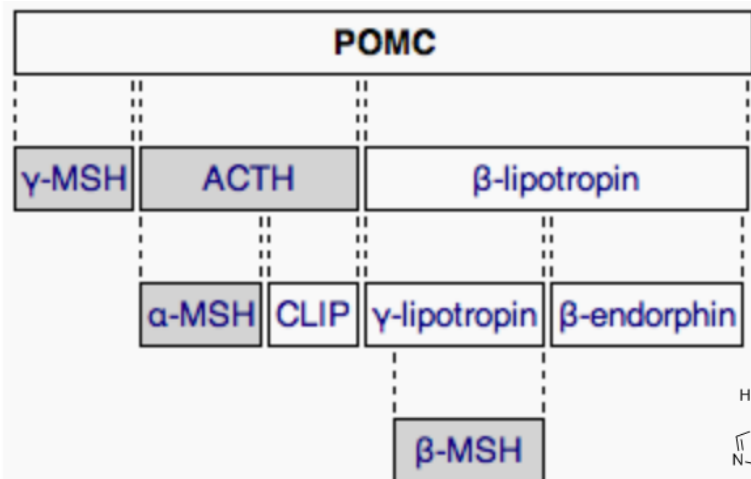 POMC
γ-MSH ACTH β-lipotropin
α-MSH CLIP γ-lipotropin β-endorphin
β-MSH
H
N